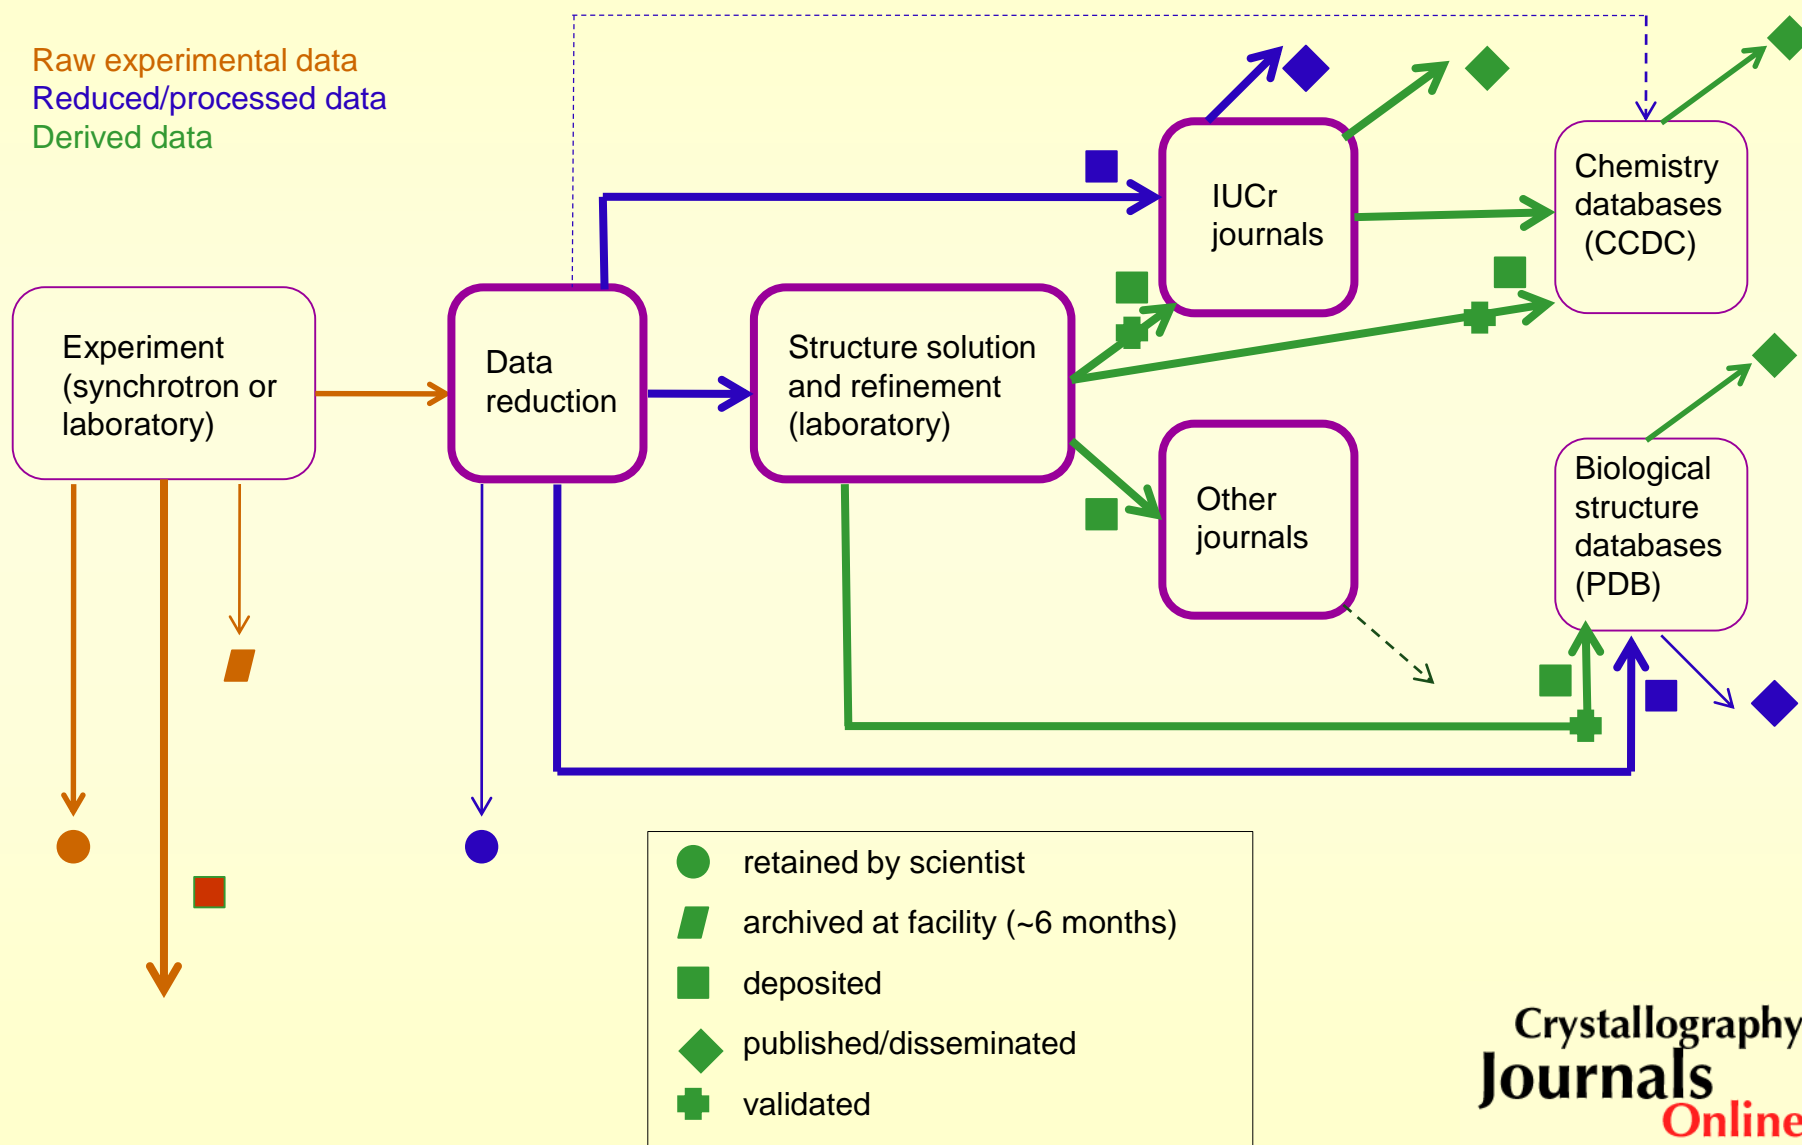 Raw experimental data
Reduced/processed data
Derived data
Experiment
(synchrotron or
laboratory)
Data
reduction
Structure solution
and refinement
(laboratory)
IUCr
journals
Other
journals
Chemistry
databases
(CCDC)
Biological
structure
databases
(PDB)
retained by scientist
archived at facility (~6 months)
deposited
published/disseminated
validated
Crystallography
Journals
Online